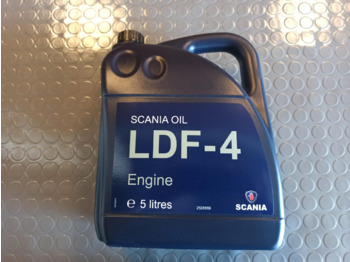 SCANIA OIL
LDF-4
Engine
℮ 5 litres
SCANIA